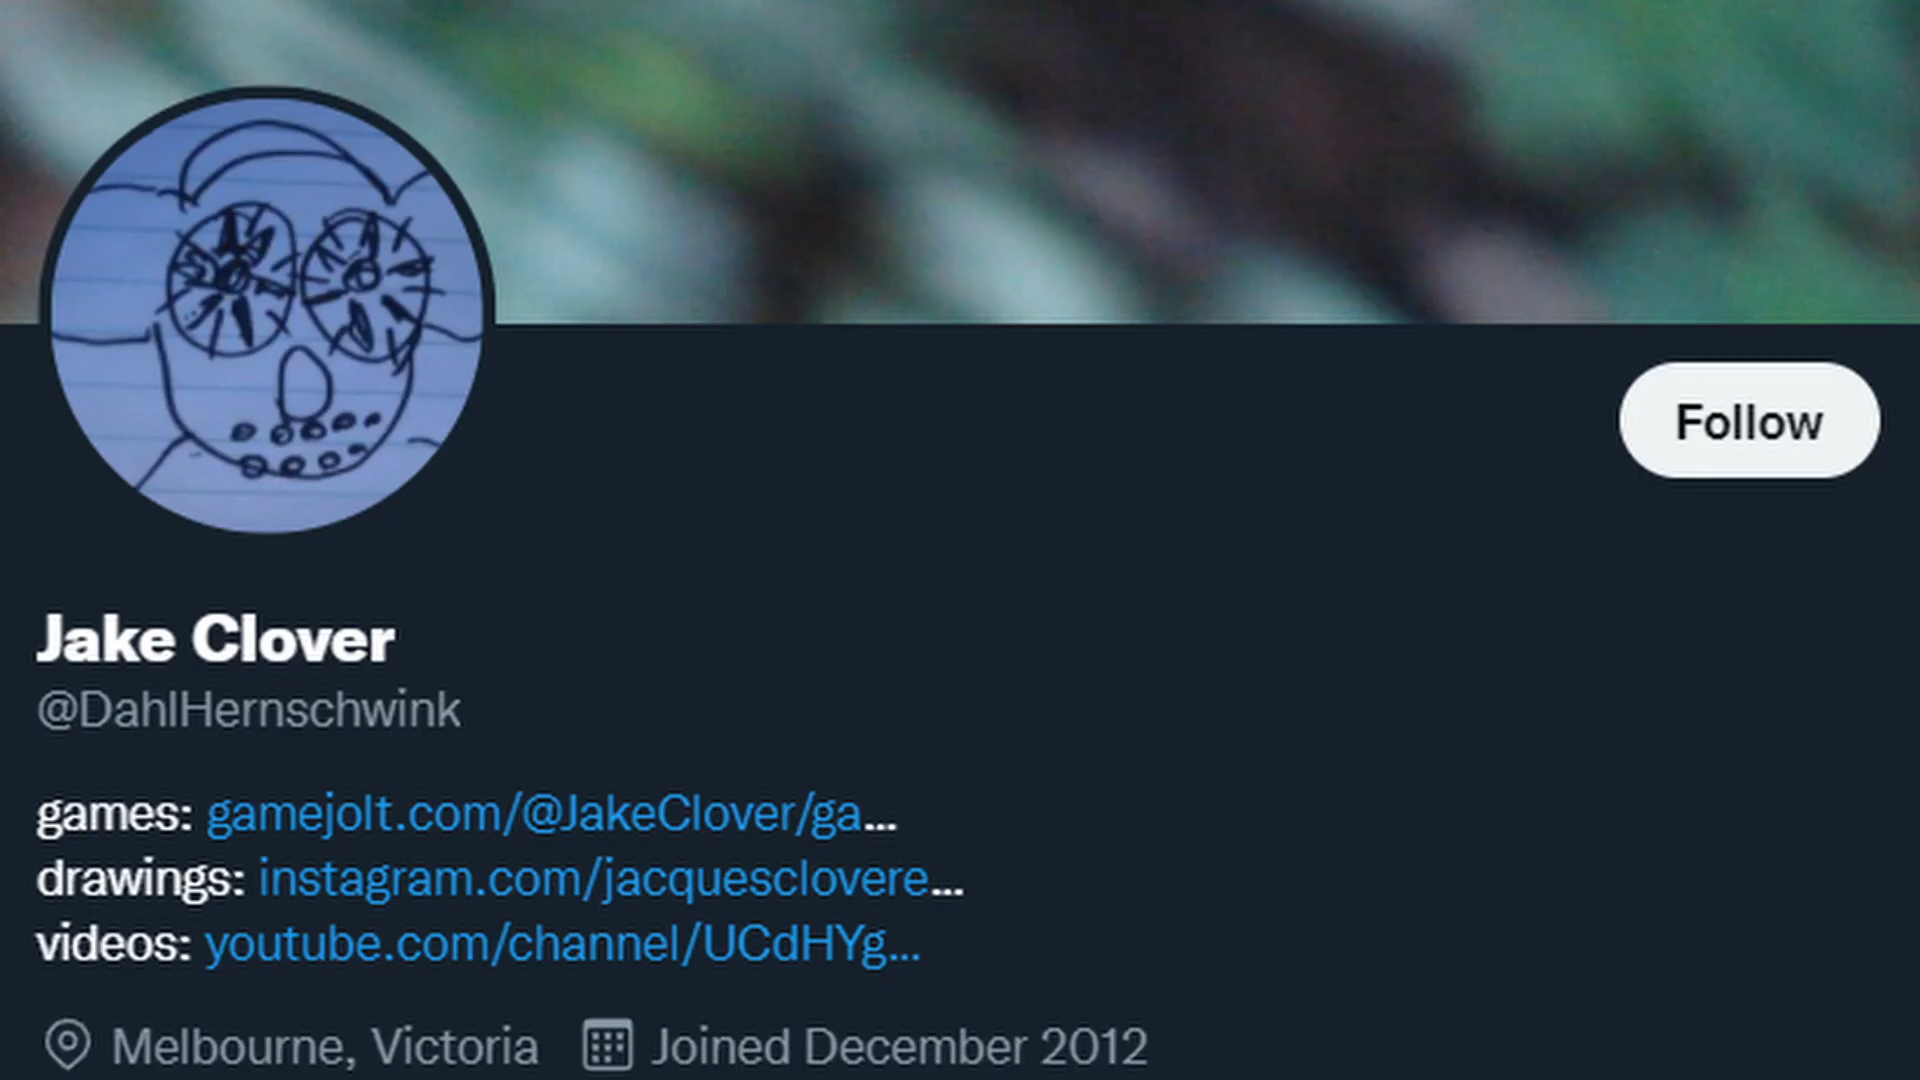 Follow
Jake Clover
@DahlHernschwink
games: gamejolt.com/@JakeClover/ga...
drawings: instagram.com/jacquesclovere...
videos: youtube.com/channel/UCdHYg...
Melbourne, Victoria Joined December 2012